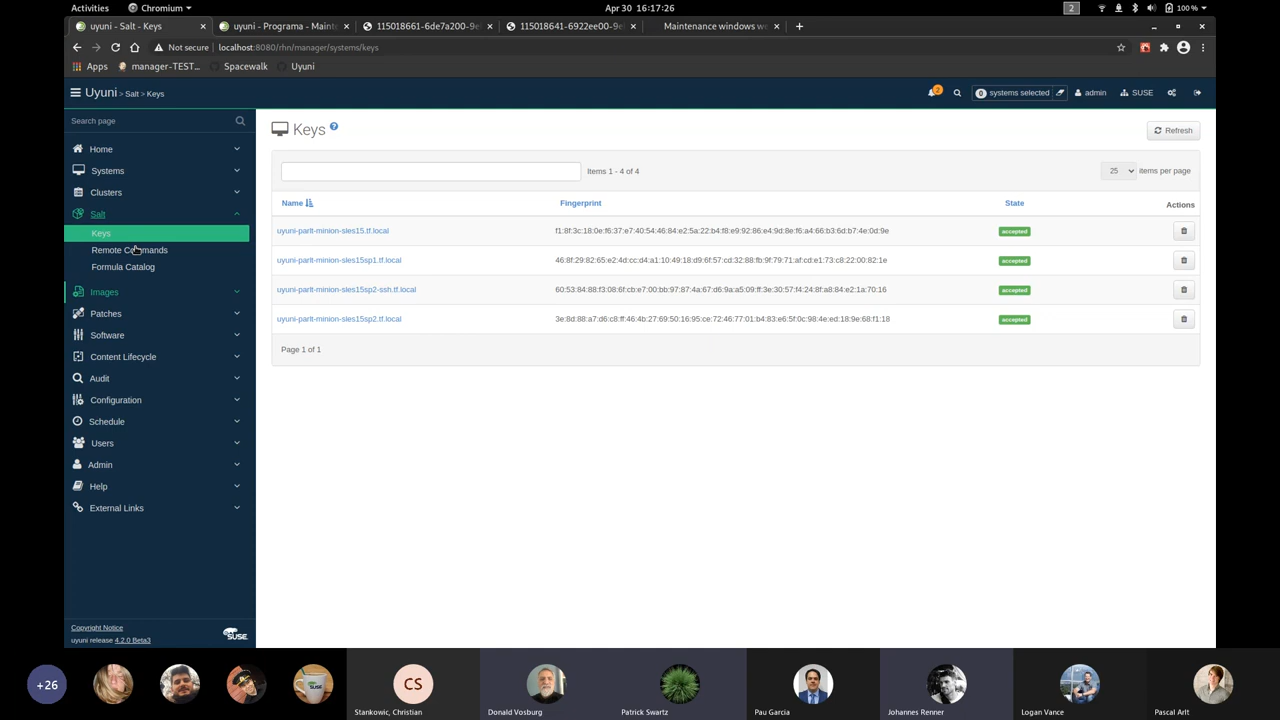 Activities
Chromium
Apr 30 16:17:26
2
100 %
uyuni - Salt - Keys
uyuni - Programa - Mainte
115018661-6de7a200-9e
115018641-6922ee00-9e
Maintenance windows w
Not secure
localhost:8080/rhn/manager/systems/keys
Apps
manager-TEST...
Spacewalk
Uyuni
Uyuni > Salt > Keys
2
0 systems selected
admin
SUSE
Search page
Home
Systems
Clusters
Salt
Keys
Remote Commands
Formula Catalog
Images
Patches
Software
Content Lifecycle
Audit
Configuration
Schedule
Users
Admin
Help
External Links
Copyright Notice
uyuni release 4.2.0 Beta3
SUSE
Keys
Refresh
Items 1 - 4 of 4
25 items per page
Name Fingerprint State Actions
uyuni-parlt-minion-sles15.tf.local f1:8f:3c:18:0e:f6:37:e7:40:54:46:84:e2:5a:22:b4:f8:e9:92:86:e4:9d:8e:f6:a4:66:b3:6d:b7:4e:0d:9e accepted
uyuni-parlt-minion-sles15sp1.tf.local 46:8f:29:82:65:e2:4d:cc:d4:a1:10:49:18:d9:6f:57:cd:32:88:fb:9f:79:71:af:cd:e1:73:c8:22:00:82:1e accepted
uyuni-parlt-minion-sles15sp2-ssh.tf.local 60:53:84:88:f3:08:6f:cb:e7:00:bb:97:87:4a:67:d6:9a:a5:09:ff:3e:30:57:f4:24:8f:a8:84:e2:1a:70:16 accepted
uyuni-parlt-minion-sles15sp2.tf.local 3e:8d:88:a7:d6:c8:ff:46:4b:27:69:50:16:95:ce:72:46:77:01:b4:83:e6:5f:0c:98:4e:ed:18:9e:68:f1:18 accepted
Page 1 of 1
+26
SUSE
CS
Stankovic, Christian
Donald Vosburg
Patrick Swartz
Pau Garcia
Johannes Renner
Logan Vance
Pascal Arlt